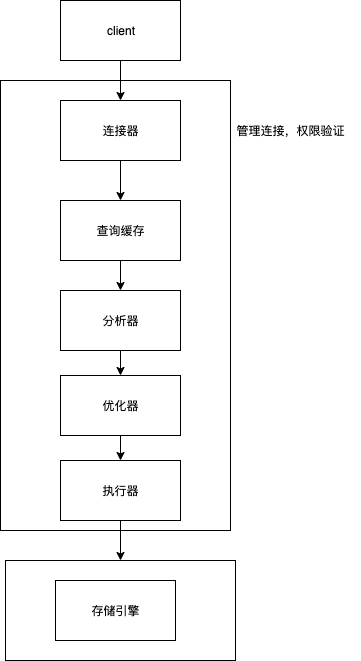 client
连接器
管理连接，权限验证
查询缓存
分析器
优化器
执行器
存储引擎